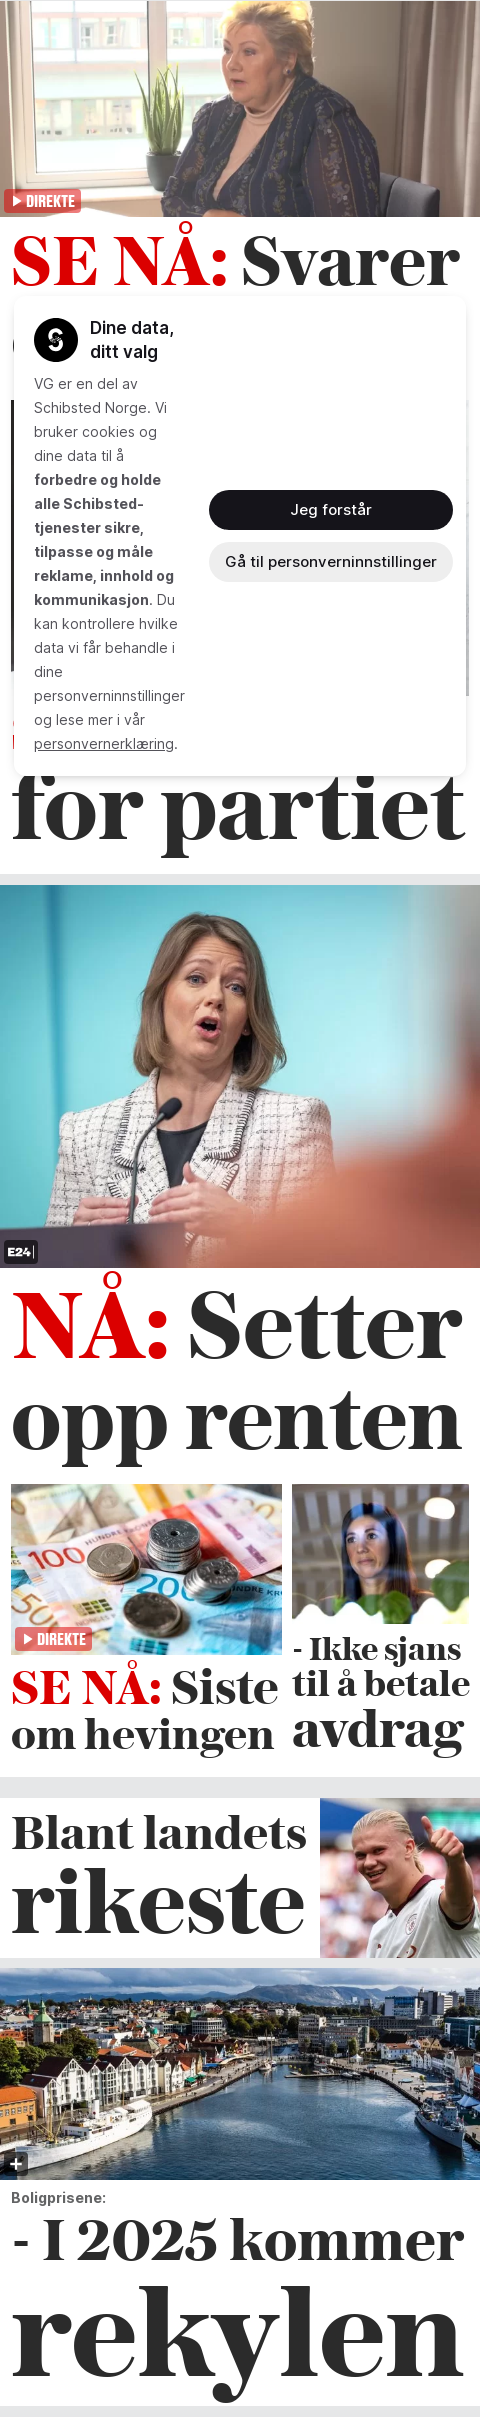 DIREKTE
SE NÅ: Svarer
Dine data,
ditt valg
VG er en del av
Schibsted Norge. Vi
bruker cookies og
dine data til å
forbedre og holde
alle Schibsted-
tjenester sikre,
tilpasse og måle
reklame, innhold og
kommunikasjon. Du
kan kontrollere hvilke
data vi får behandle i
dine
personverninnstillinger
og lese mer i vår
personvernerklæring.
Jeg forstår
Gå til personverninnstillinger
for partiet
E24
NÅ: Setter
opp renten
DIREKTE
SE NÅ: Siste
om hevingen
- Ikke sjans
til å betale
avdrag
Blant landets
rikeste
Boligprisene:
- I 2025 kommer
rekylen